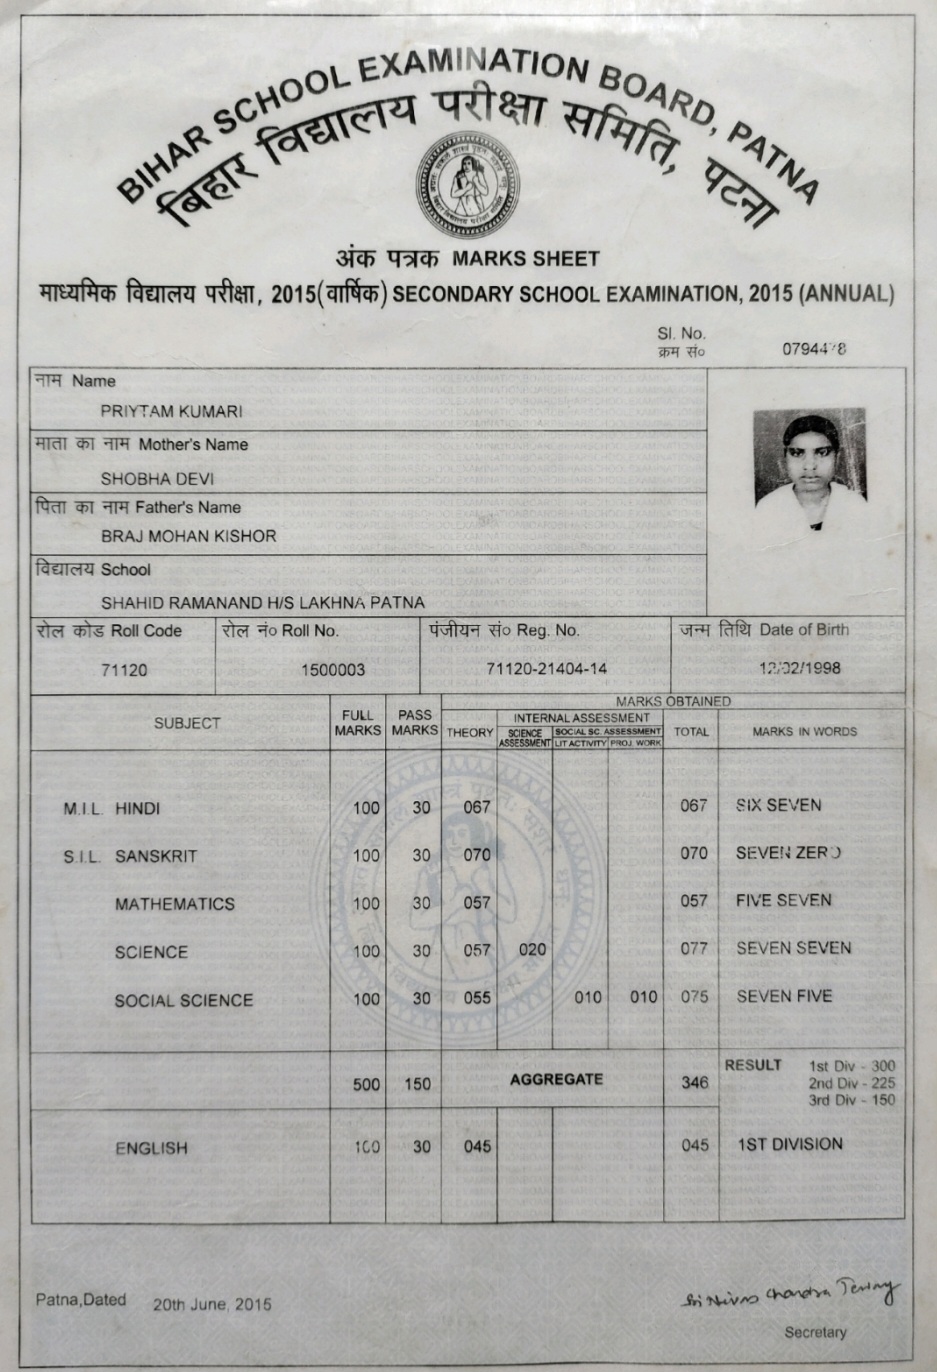 BIHAR SCHOOL EXAMINATION BOARD, PATNA
बिहार विद्यालय परीक्षा समिति, पटना
अंक पत्रक MARKS SHEET
माध्यमिक विद्यालय परीक्षा, 2015(वार्षिक) SECONDARY SCHOOL EXAMINATION, 2015 (ANNUAL)
Sl. No.
क्रम सं०
नाम Name
PRIYTAM KUMARI
माता का नाम Mother's Name
SHOBHA DEVI
पिता का नाम Father's Name
BRAJ MOHAN KISHOR
विद्यालय School
SHAHID RAMANAND H/S LAKHNA PATNA
रोल कोड Roll Code रोल नं० Roll No. पंजीयन सं० Reg. No. जन्म तिथि Date of Birth
71120 1500003 71120-21404-14 12/02/1998
MARKS OBTAINED
SUBJECT FULL MARKS PASS MARKS THEORY INTERNAL ASSESSMENT TOTAL MARKS IN WORDS
SCIENCE ASSESSMENT SOCIAL SC. ASSESSMENT
LIT ACTIVITY PROJ. WORK
M.I.L. HINDI 100 30 067 067 SIX SEVEN
S.I.L. SANSKRIT 100 30 070 070 SEVEN ZERO
MATHEMATICS 100 30 057 057 FIVE SEVEN
SCIENCE 100 30 057 020 077 SEVEN SEVEN
SOCIAL SCIENCE 100 30 055 010 010 075 SEVEN FIVE
500 150 AGGREGATE 346 RESULT 1st Div - 300
2nd Div - 225
3rd Div - 150
ENGLISH 100 30 045 045 1ST DIVISION
Patna,Dated 20th June, 2015
Secretary